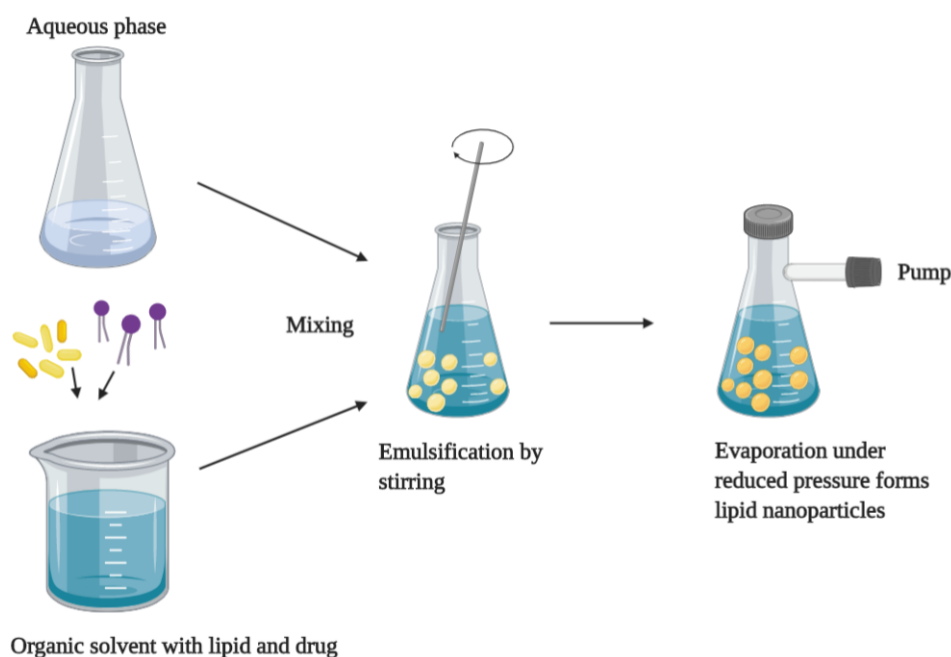 Aqueous phase
Mixing
Pump
Emulsification by
stirring
Evaporation under
reduced pressure forms
lipid nanoparticles
Organic solvent with lipid and drug